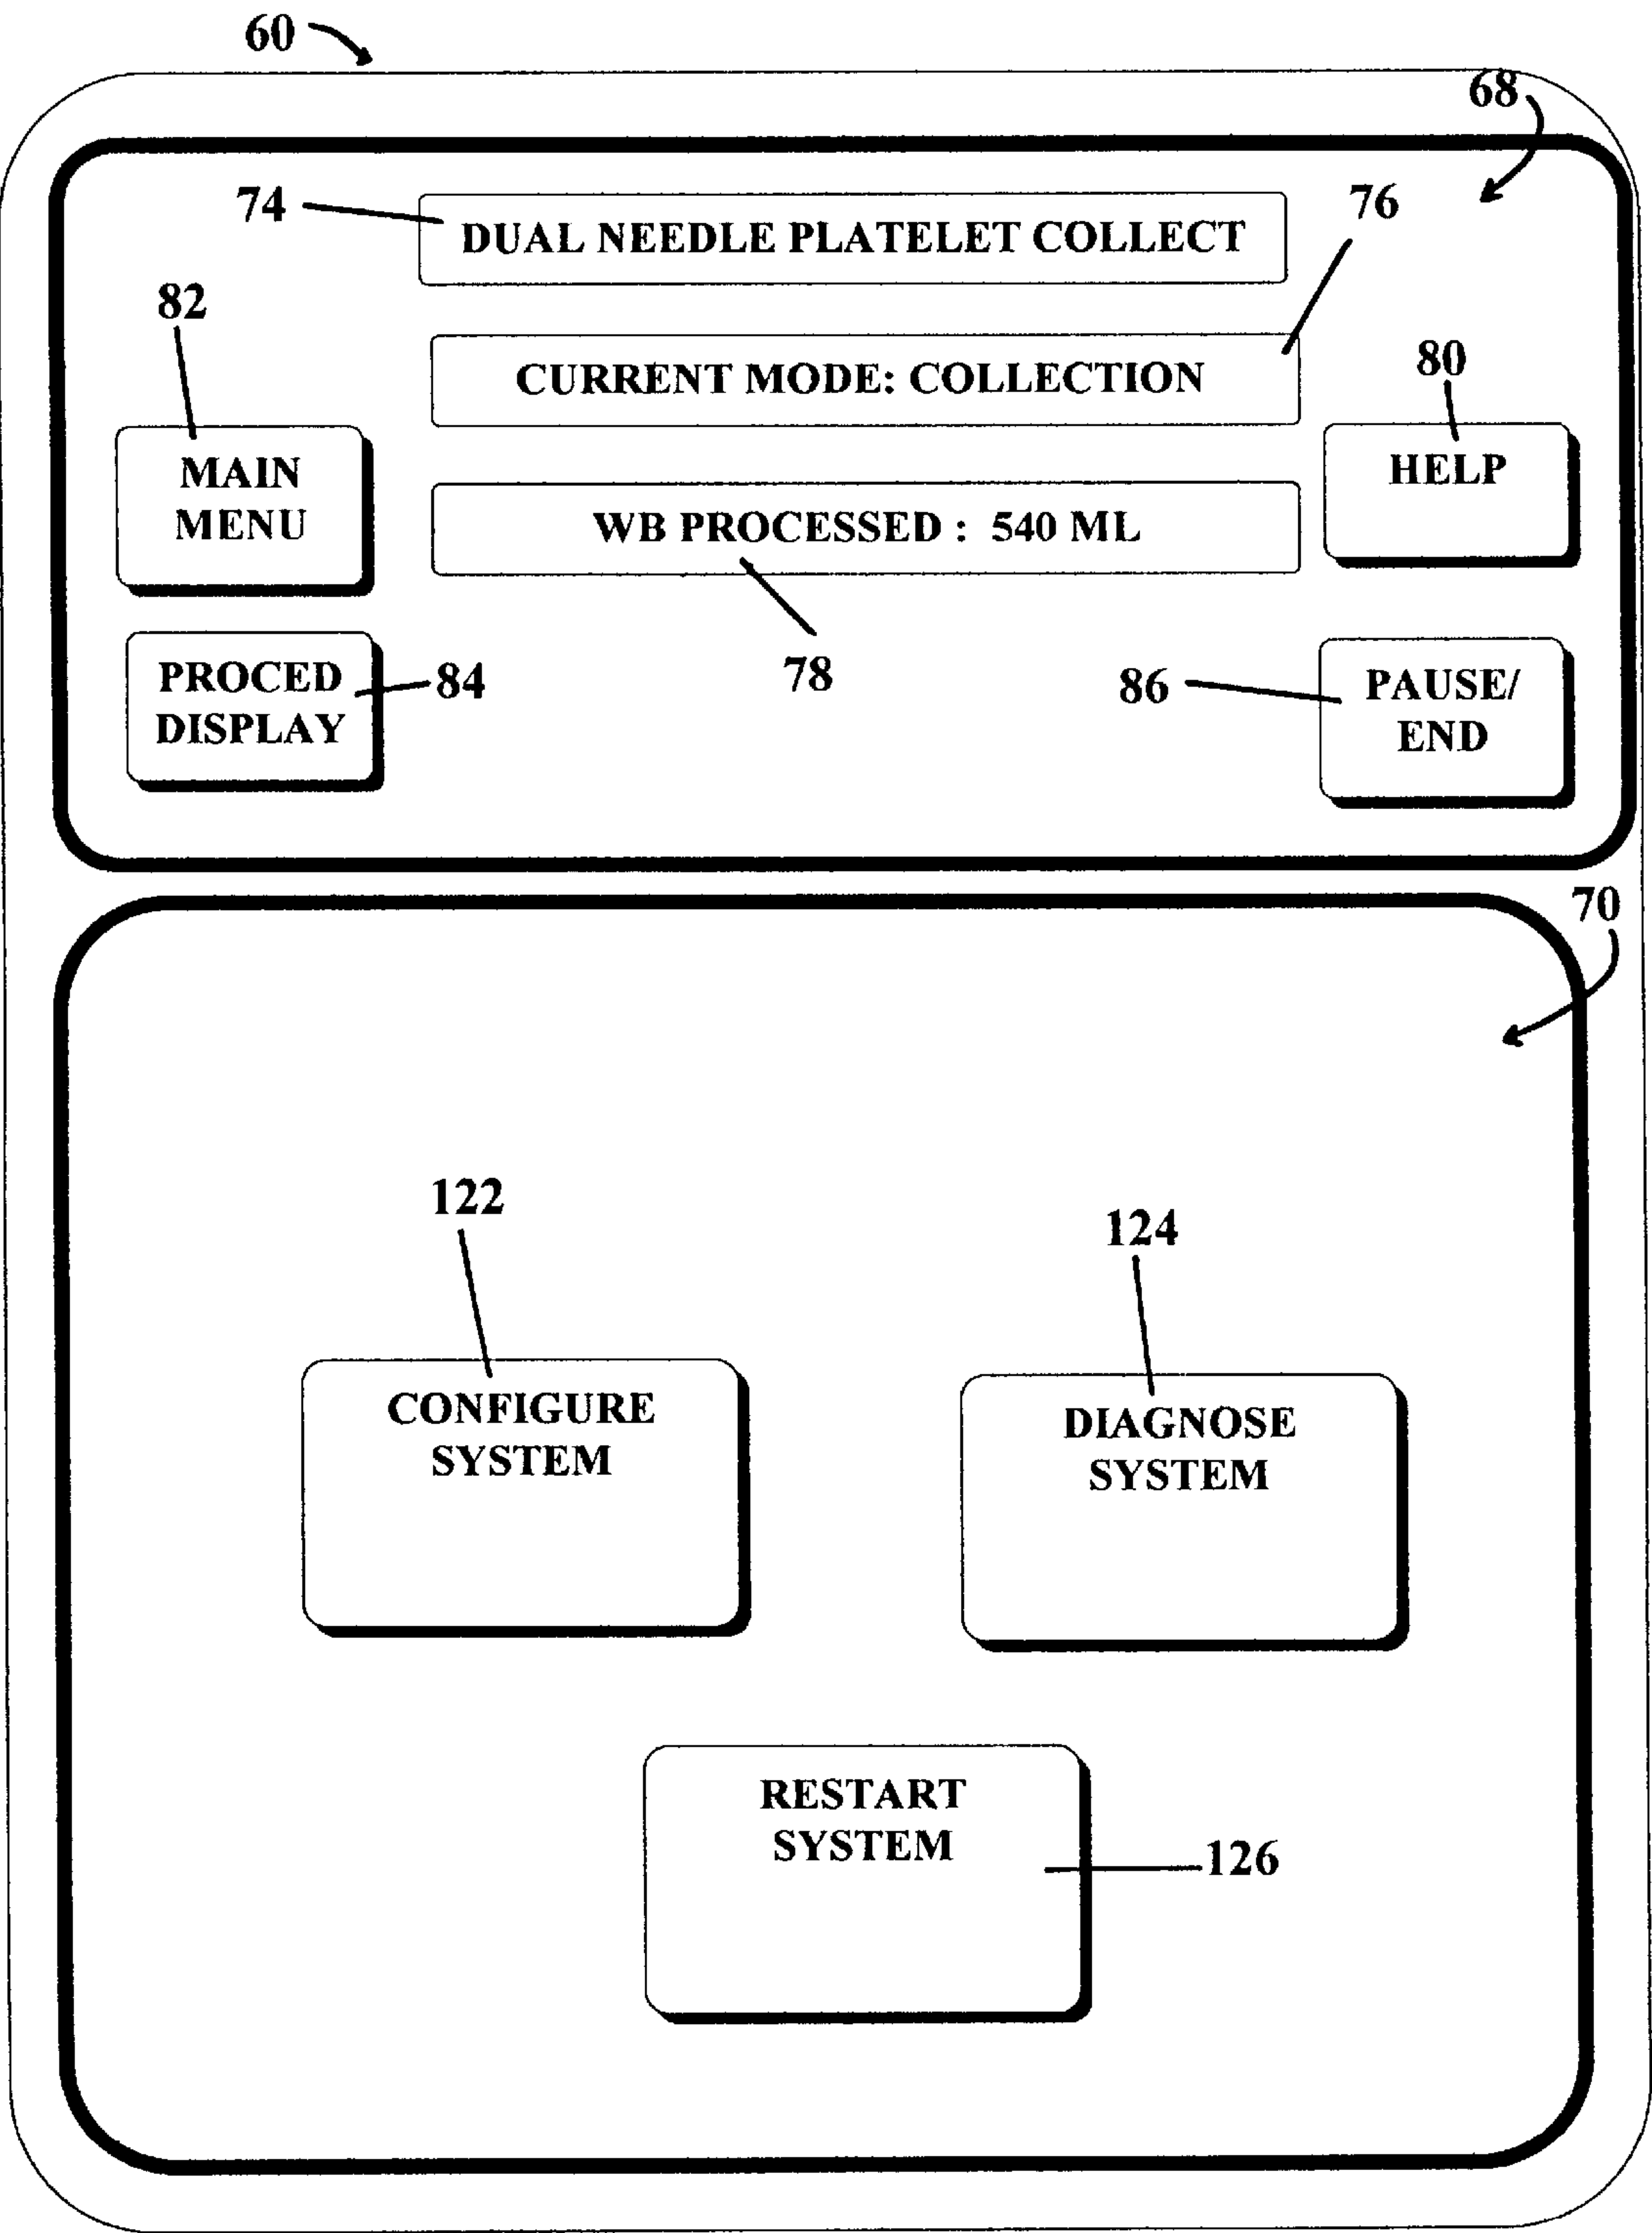 60
68
74
DUAL NEEDLE PLATELET COLLECT
76
82
CURRENT MODE: COLLECTION
80
MAIN
MENU
HELP
WB PROCESSED : 540 ML
PROCED
DISPLAY
84
78
86
PAUSE/
END
70
122
124
CONFIGURE
SYSTEM
DIAGNOSE
SYSTEM
RESTART
SYSTEM
126